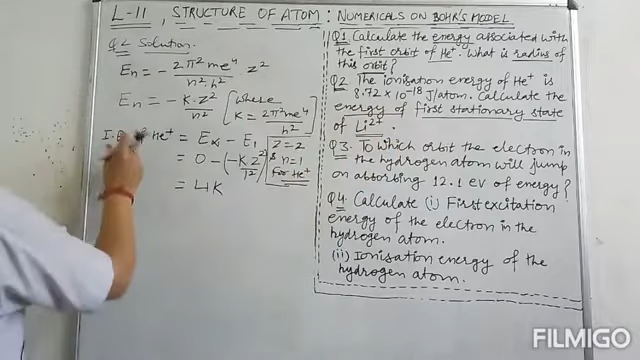 L-11, STRUCTURE OF ATOM: NUMERICALS ON BOHR'S MODEL
Q2 Solution
En = - 2π²me⁴/n²·h² z²
En = - K·Z²/n² [where K = 2π²me⁴/h²]
I.E. of He⁺ = E∝ - E₁
= 0 - (-KZ²/1²)
= 4K
Z = 2
& n = 1
For He⁺
Q1 Calculate the energy associated with
the first orbit of He⁺. What is radius of
this orbit?
Q2 The ionisation energy of He⁺ is
8.72 × 10⁻¹⁸ J/atom. Calculate the
energy of first stationary state
of Li²⁺.
Q3. To which orbit the electron in
the hydrogen atom will jump
on absorbing 12.1 eV of energy?
Q4 Calculate (i) First excitation
energy of the electron in the
hydrogen atom.
(ii) Ionisation energy of the
hydrogen atom.
FILMIGO